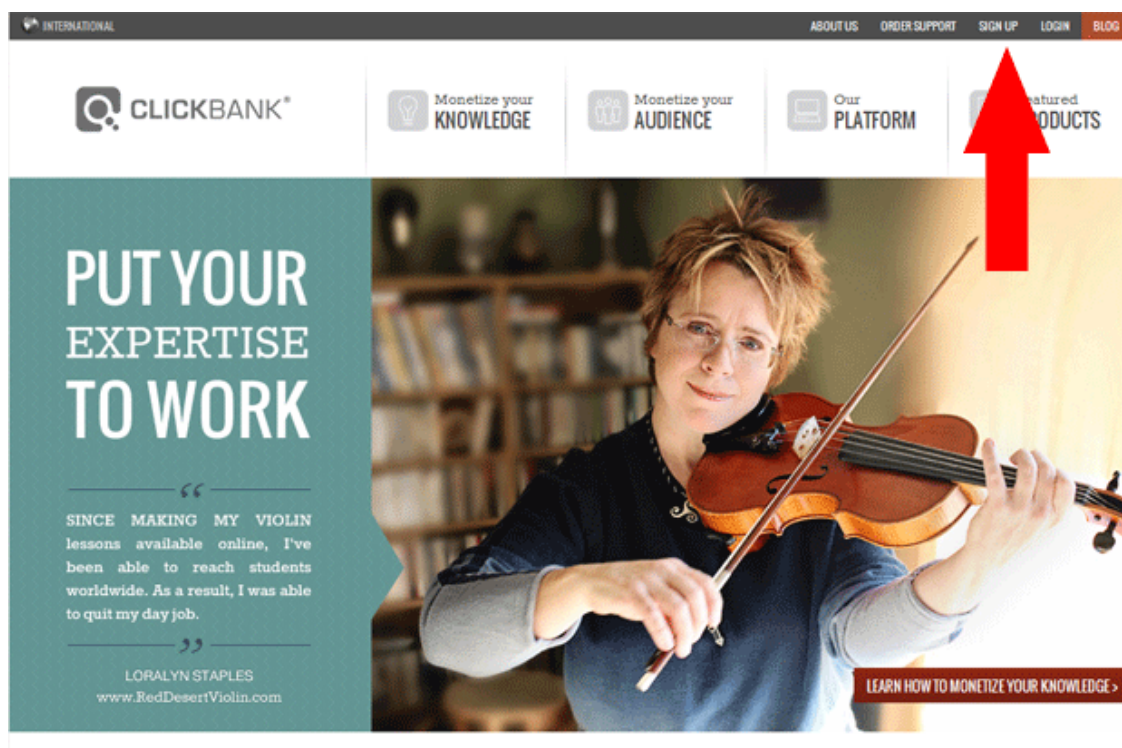 INTERNATIONAL
ABOUT US ORDER SUPPORT SIGN UP LOGIN BLOG
CLICKBANK®
Monetize your
KNOWLEDGE
Monetize your
AUDIENCE
Our
PLATFORM
PUT YOUR
EXPERTISE
TO WORK
“
SINCE MAKING MY VIOLIN
lessons available online, I've
been able to reach students
worldwide. As a result, I was able
to quit my day job.
”
LORALYN STAPLES
www.RedDesertViolin.com
LEARN HOW TO MONETIZE YOUR KNOWLEDGE >